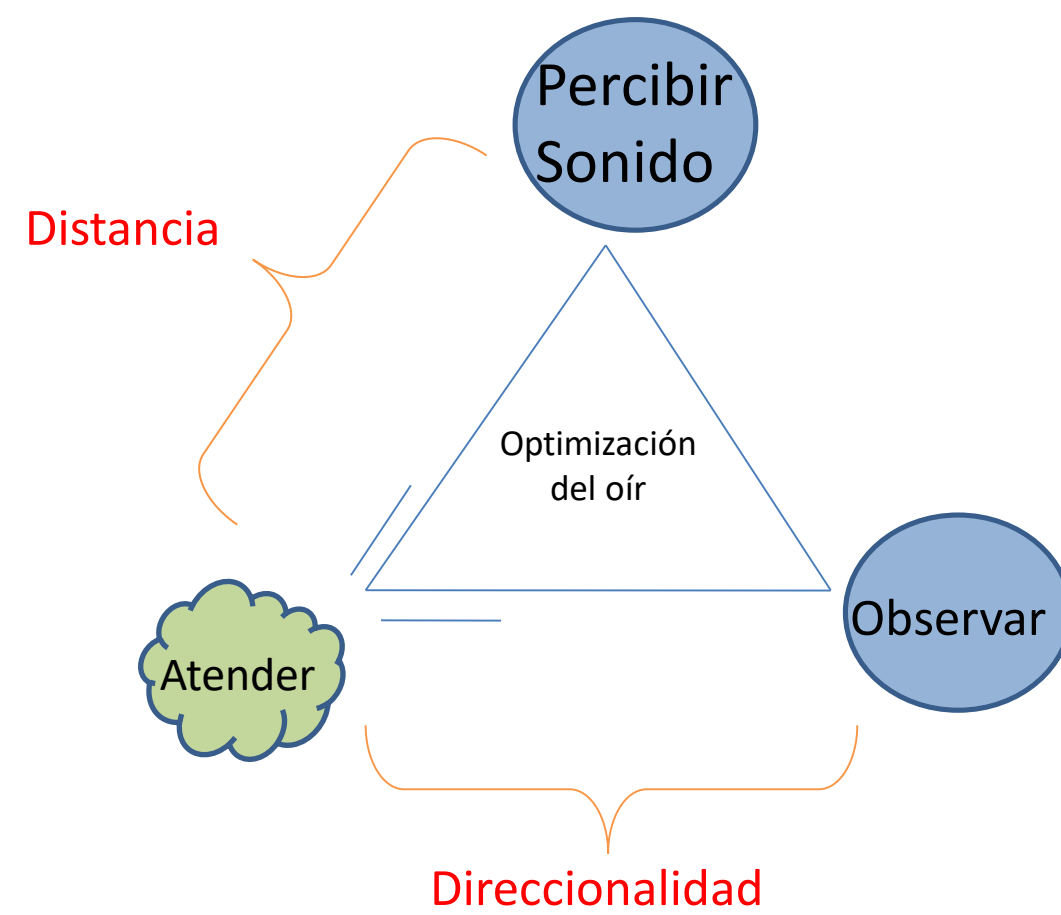 Percibir
Sonido
Distancia
Optimización
del oír
Observar
Atender
Direccionalidad